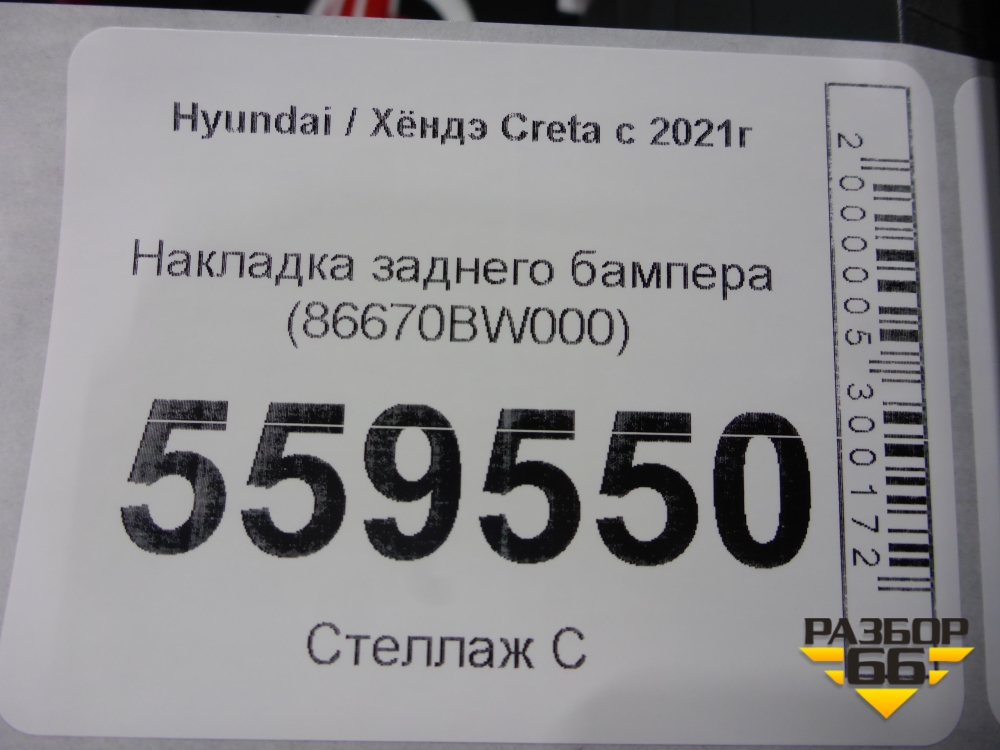 Hyundai / Хёндэ Creta с 2021г
Накладка заднего бампера
(86670BW000)
559550
Стеллаж С
2000005300172
РАЗБОР
66